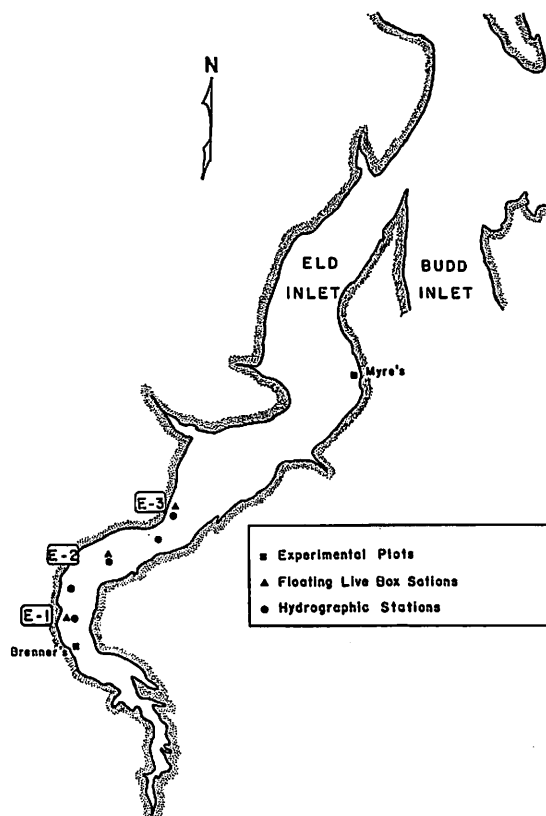 N
ELD
INLET
BUDD
INLET
Myre's
E-3
E-2
E-1
Brenner's
Experimental Plots
Floating Live Box Sations
Hydrographic Stations